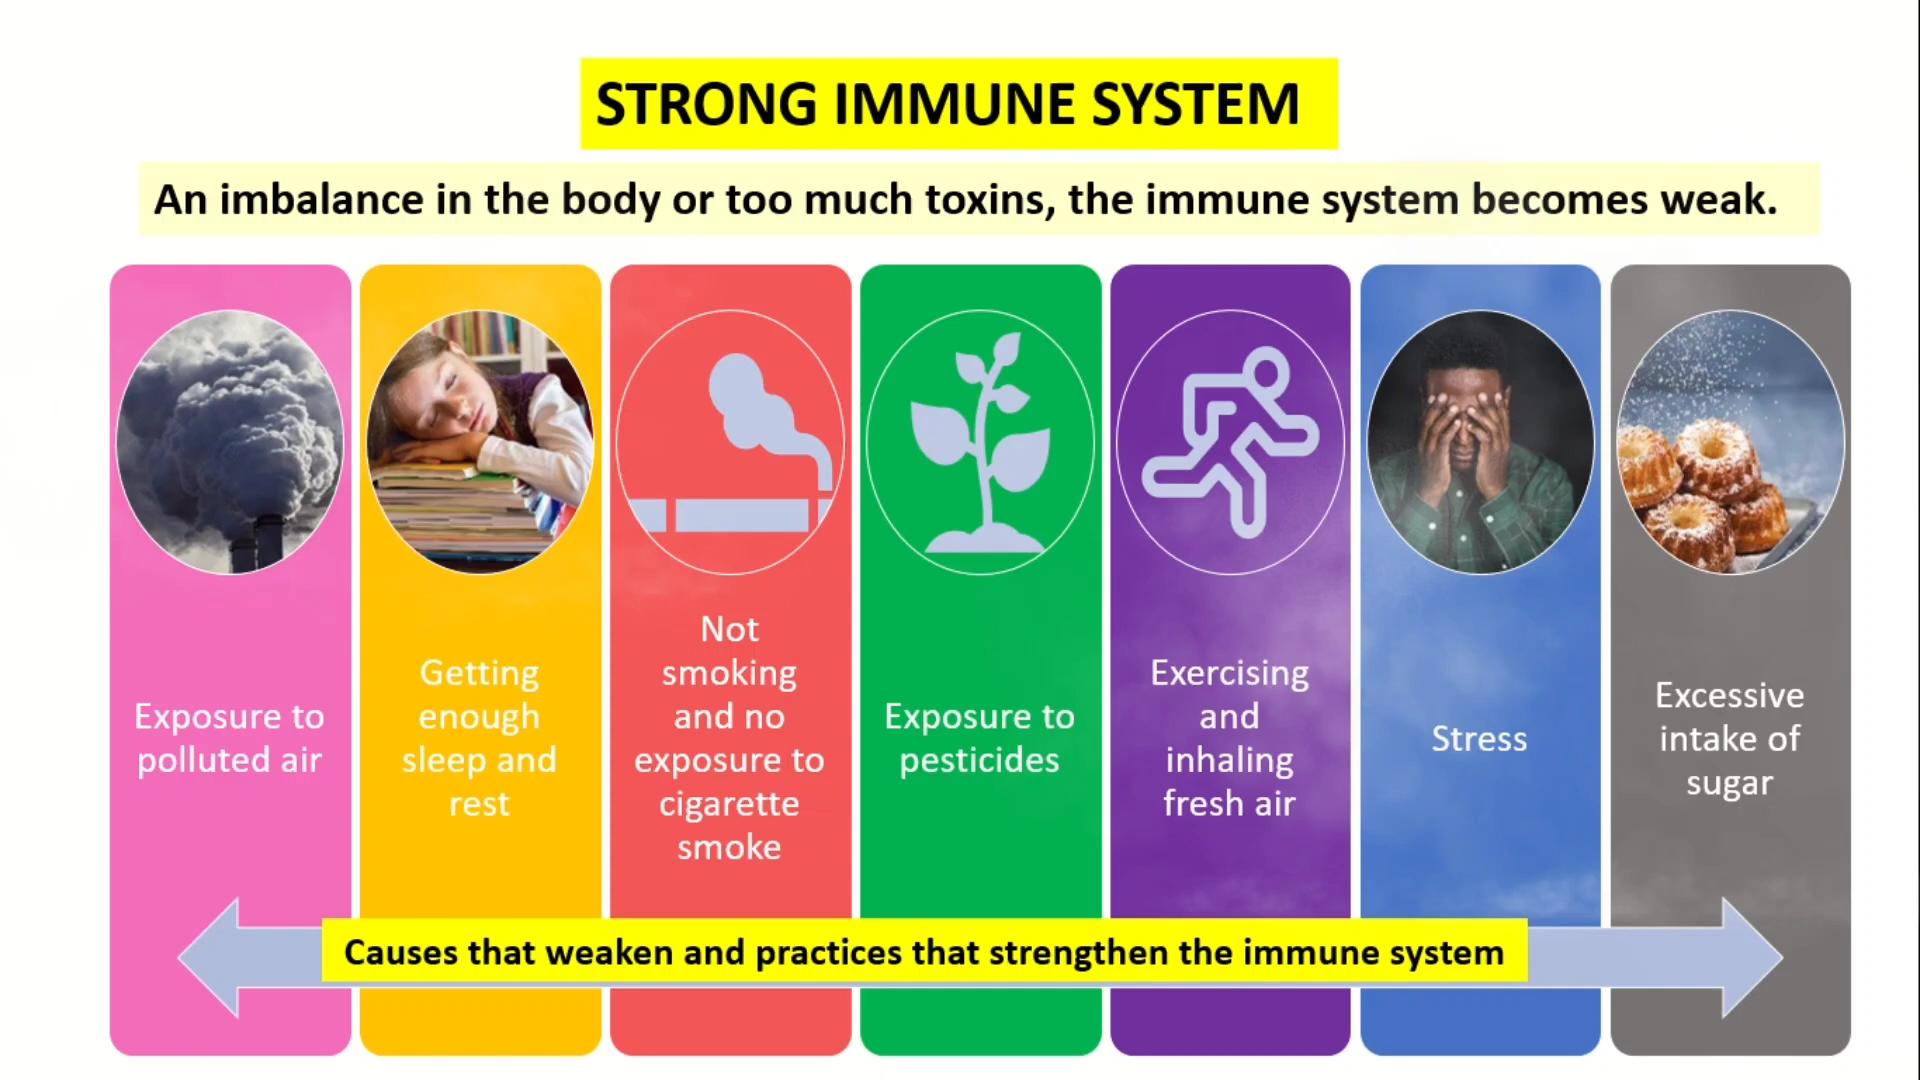 STRONG IMMUNE SYSTEM
An imbalance in the body or too much toxins, the immune system becomes weak.
Exposure to
polluted air
Getting
enough
sleep and
rest
Not
smoking
and no
exposure to
cigarette
smoke
Exposure to
pesticides
Exercising
and
inhaling
fresh air
Stress
Excessive
intake of
sugar
Causes that weaken and practices that strengthen the immune system